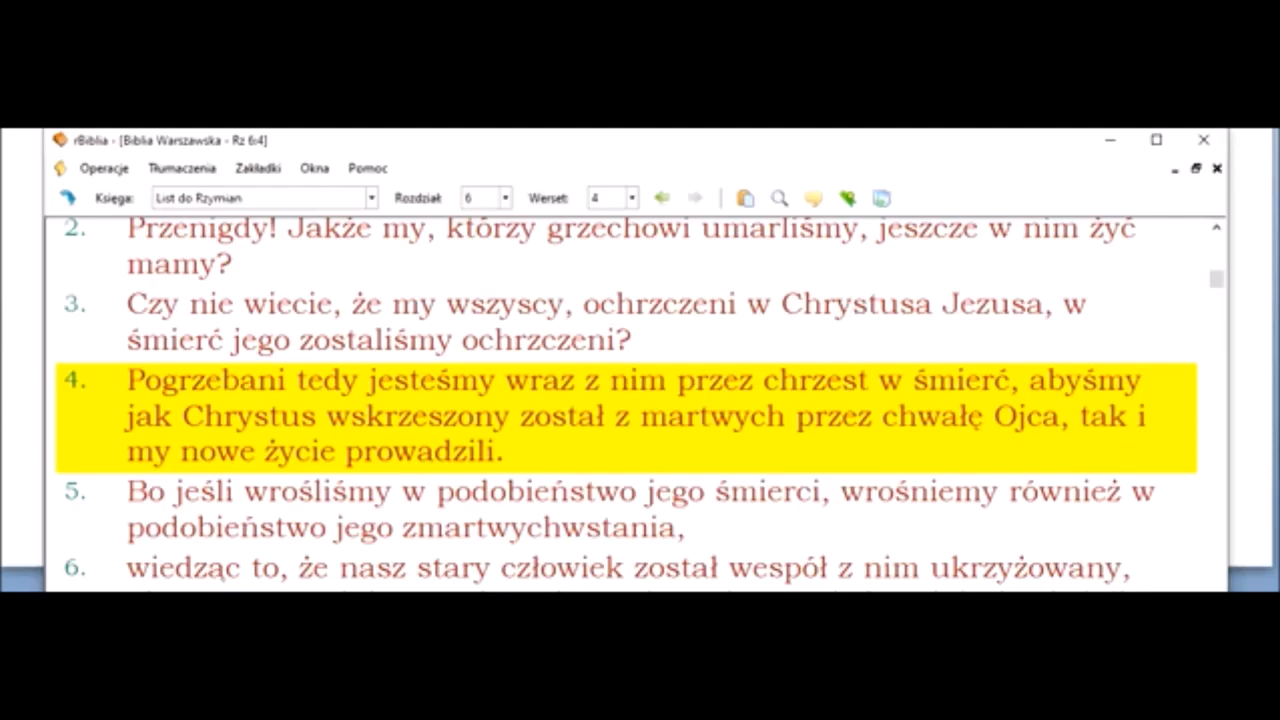 rBiblia - [Biblia Warszawska - Rz 6:4]
Operacje Tłumaczenia Zakładki Okna Pomoc
Księga: List do Rzymian Rozdział: 6 Werset: 4
2. Przenigdy! Jakże my, którzy grzechowi umarliśmy, jeszcze w nim żyć
mamy?
3. Czy nie wiecie, że my wszyscy, ochrzczeni w Chrystusa Jezusa, w
śmierć jego zostaliśmy ochrzczeni?
4. Pogrzebani tedy jesteśmy wraz z nim przez chrzest w śmierć, abyśmy
jak Chrystus wskrzeszony został z martwych przez chwałę Ojca, tak i
my nowe życie prowadzili.
5. Bo jeśli wrośliśmy w podobieństwo jego śmierci, wrośniemy również w
podobieństwo jego zmartwychwstania,
6. wiedząc to, że nasz stary człowiek został wespół z nim ukrzyżowany,